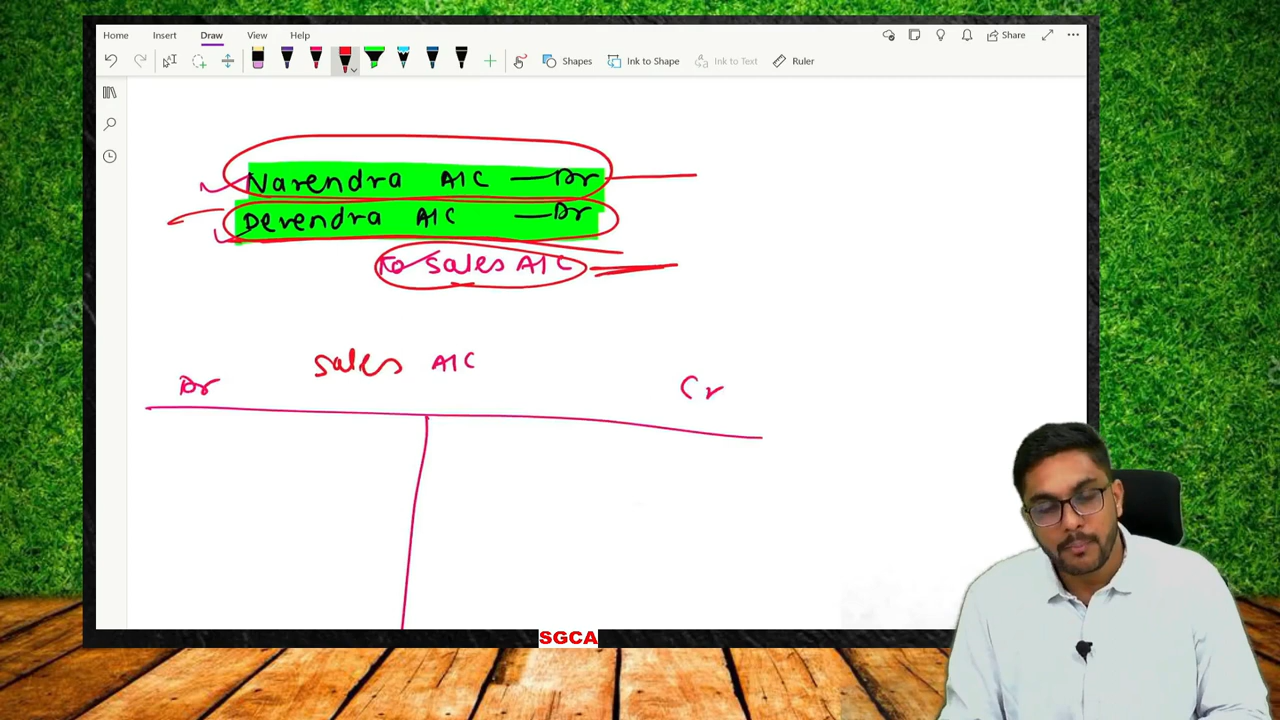 Home Insert Draw View Help
Share
Shapes Ink to Shape Ink to Text Ruler
Narendra A/C — Dr
Devendra A/C — Dr
To Sales A/C
Sales A/C
Dr Cr
SGCA